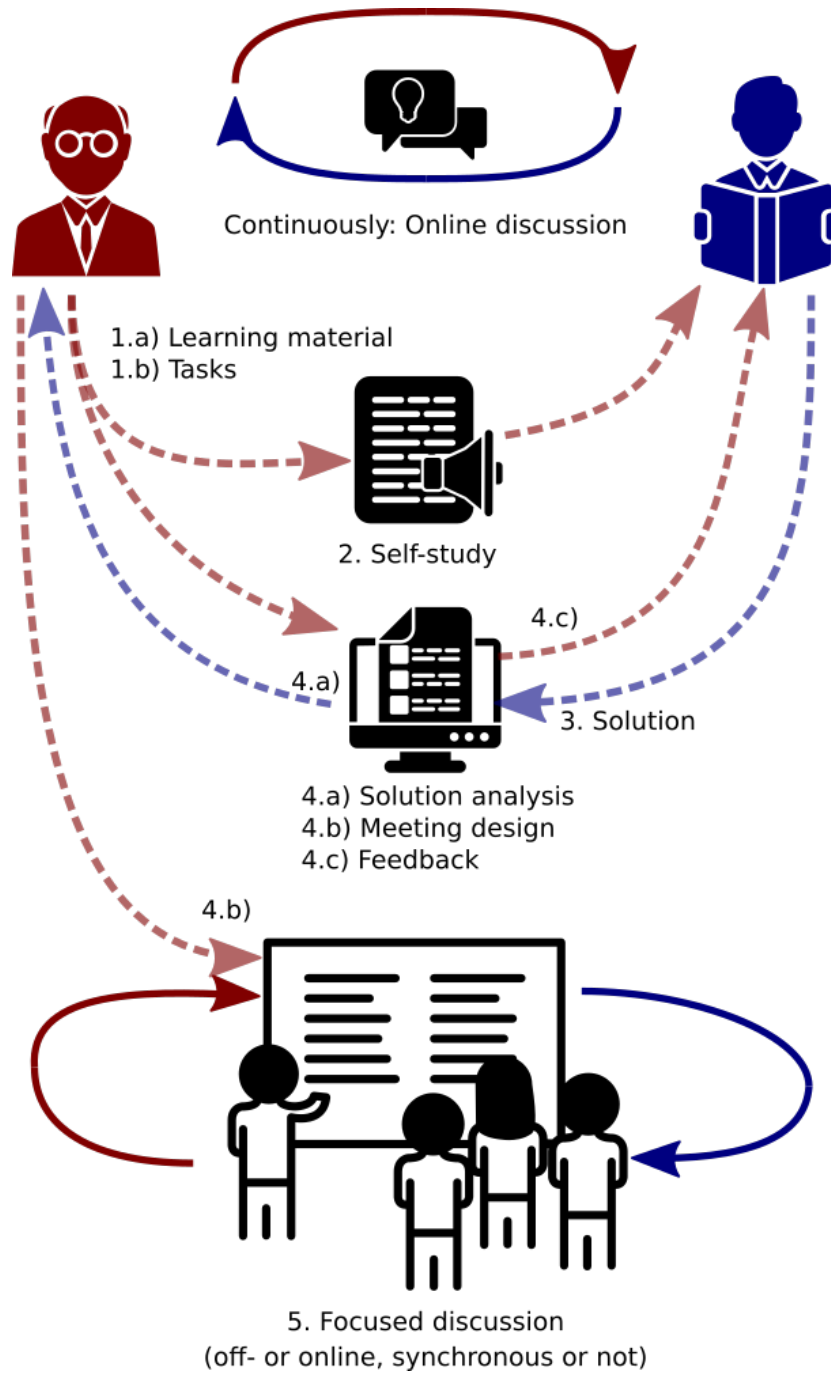 Continuously: Online discussion
1.a) Learning material
1.b) Tasks
2. Self-study
4.c)
4.a)
3. Solution
4.a) Solution analysis
4.b) Meeting design
4.c) Feedback
4.b)
5. Focused discussion
(off- or online, synchronous or not)